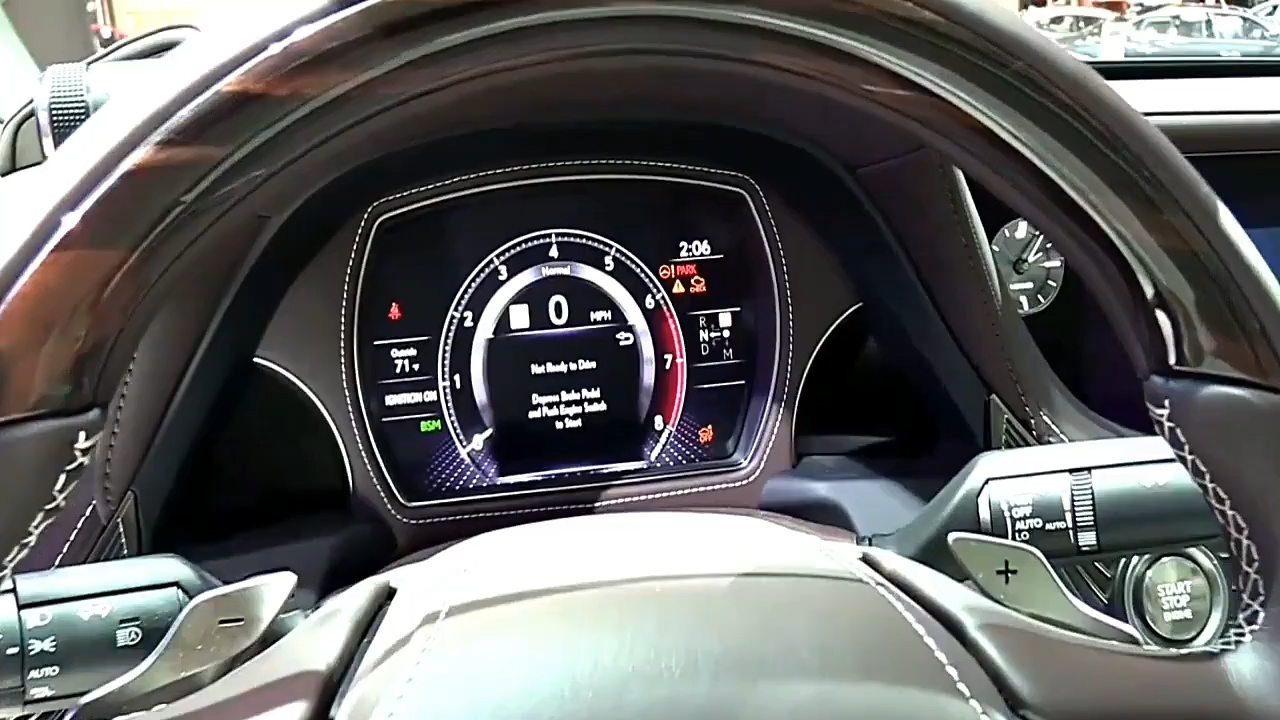 2:06
PARK
CHECK
4
3
5
Normal
6
2
0
MPH
R
N
D
M
Outside
71
7
Not Ready to Drive
1
IGNITION ON
Depress Brake Pedal
and Push Engine Switch
to Start
8
BSM
OFF
OFF
AUTO AUTO
LO
+
-
START
STOP
ENGINE
AUTO